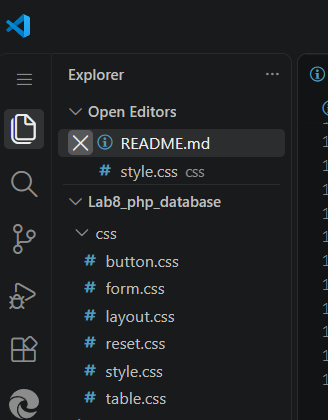 Explorer ...
Open Editors
README.md
# style.css css
Lab8_php_database
css
# button.css
# form.css
# layout.css
# reset.css
# style.css
# table.css